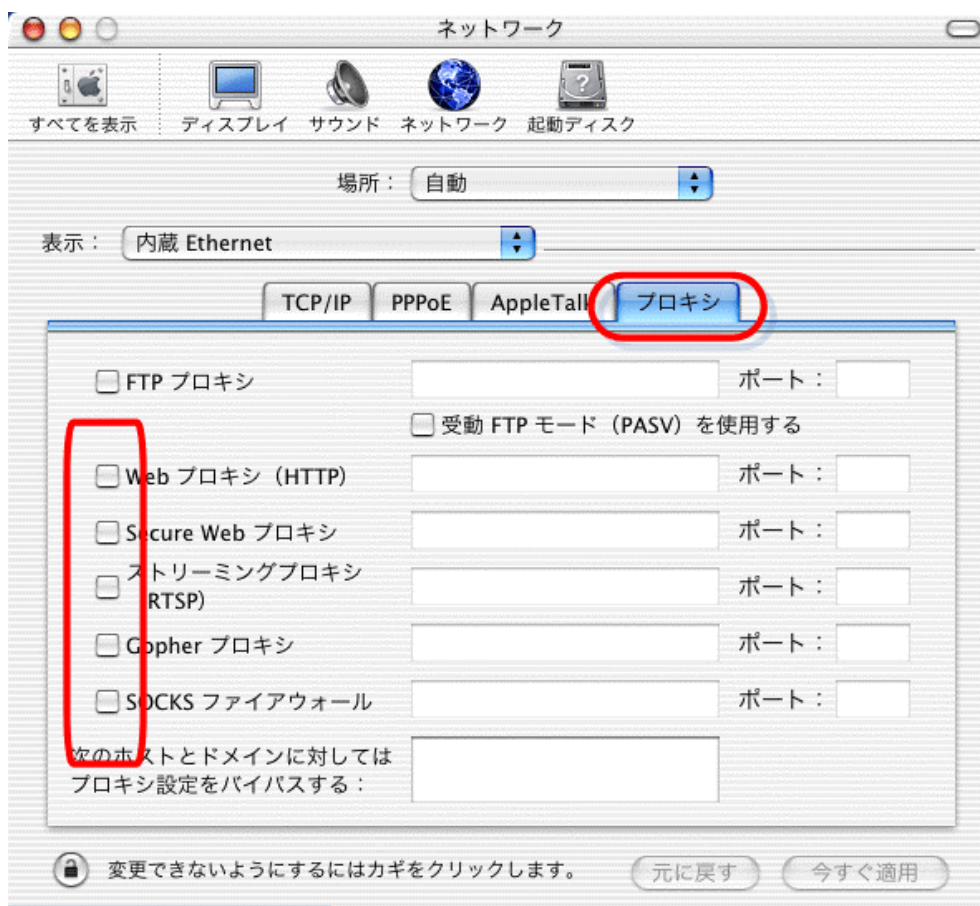 ネットワーク
すべてを表示 ディスプレイ サウンド ネットワーク 起動ディスク
場所： 自動
表示： 内蔵 Ethernet
TCP/IP PPPoE AppleTalk プロキシ
FTP プロキシ ポート：
受動 FTP モード（PASV）を使用する
Web プロキシ（HTTP） ポート：
Secure Web プロキシ ポート：
ストリーミングプロキシ
（RTSP） ポート：
Gopher プロキシ ポート：
SOCKS ファイアウォール ポート：
次のホストとドメインに対しては
プロキシ設定をバイパスする：
変更できないようにするにはカギをクリックします。 元に戻す 今すぐ適用